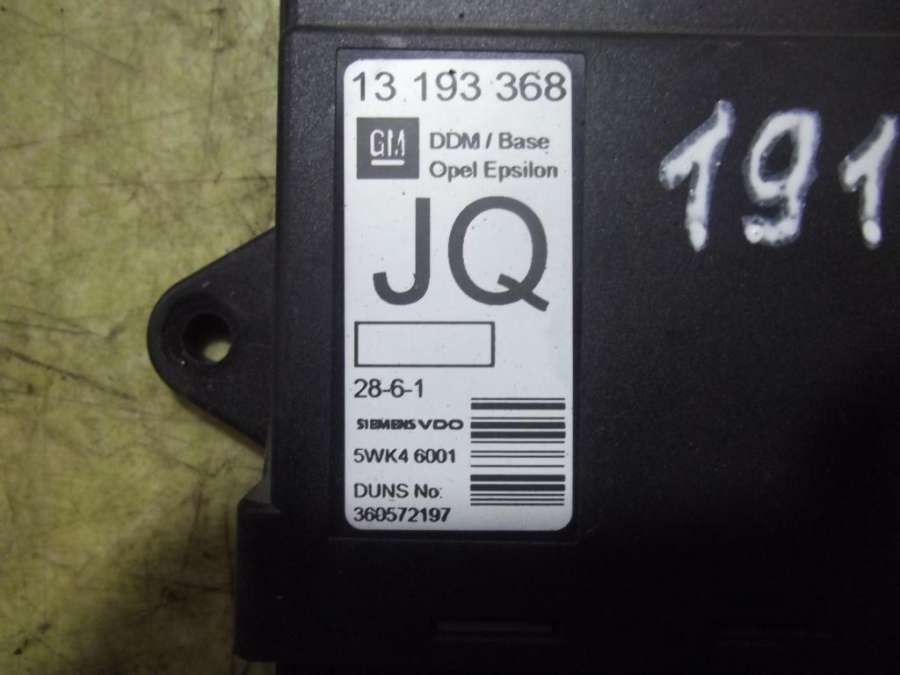 13 193 368
GM
DDM / Base
Opel Epsilon
JQ
28-6-1
SIEMENS VDO
5WK4 6001
DUNS No:
360572197
191